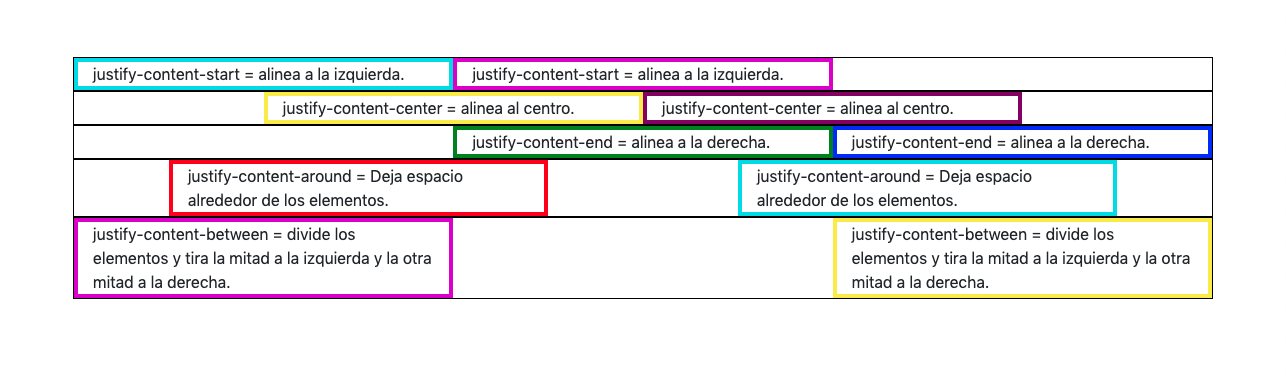 justify-content-start = alinea a la izquierda.
justify-content-start = alinea a la izquierda.
justify-content-center = alinea al centro.
justify-content-center = alinea al centro.
justify-content-end = alinea a la derecha.
justify-content-end = alinea a la derecha.
justify-content-around = Deja espacio
alrededor de los elementos.
justify-content-around = Deja espacio
alrededor de los elementos.
justify-content-between = divide los
elementos y tira la mitad a la izquierda y la otra
mitad a la derecha.
justify-content-between = divide los
elementos y tira la mitad a la izquierda y la otra
mitad a la derecha.